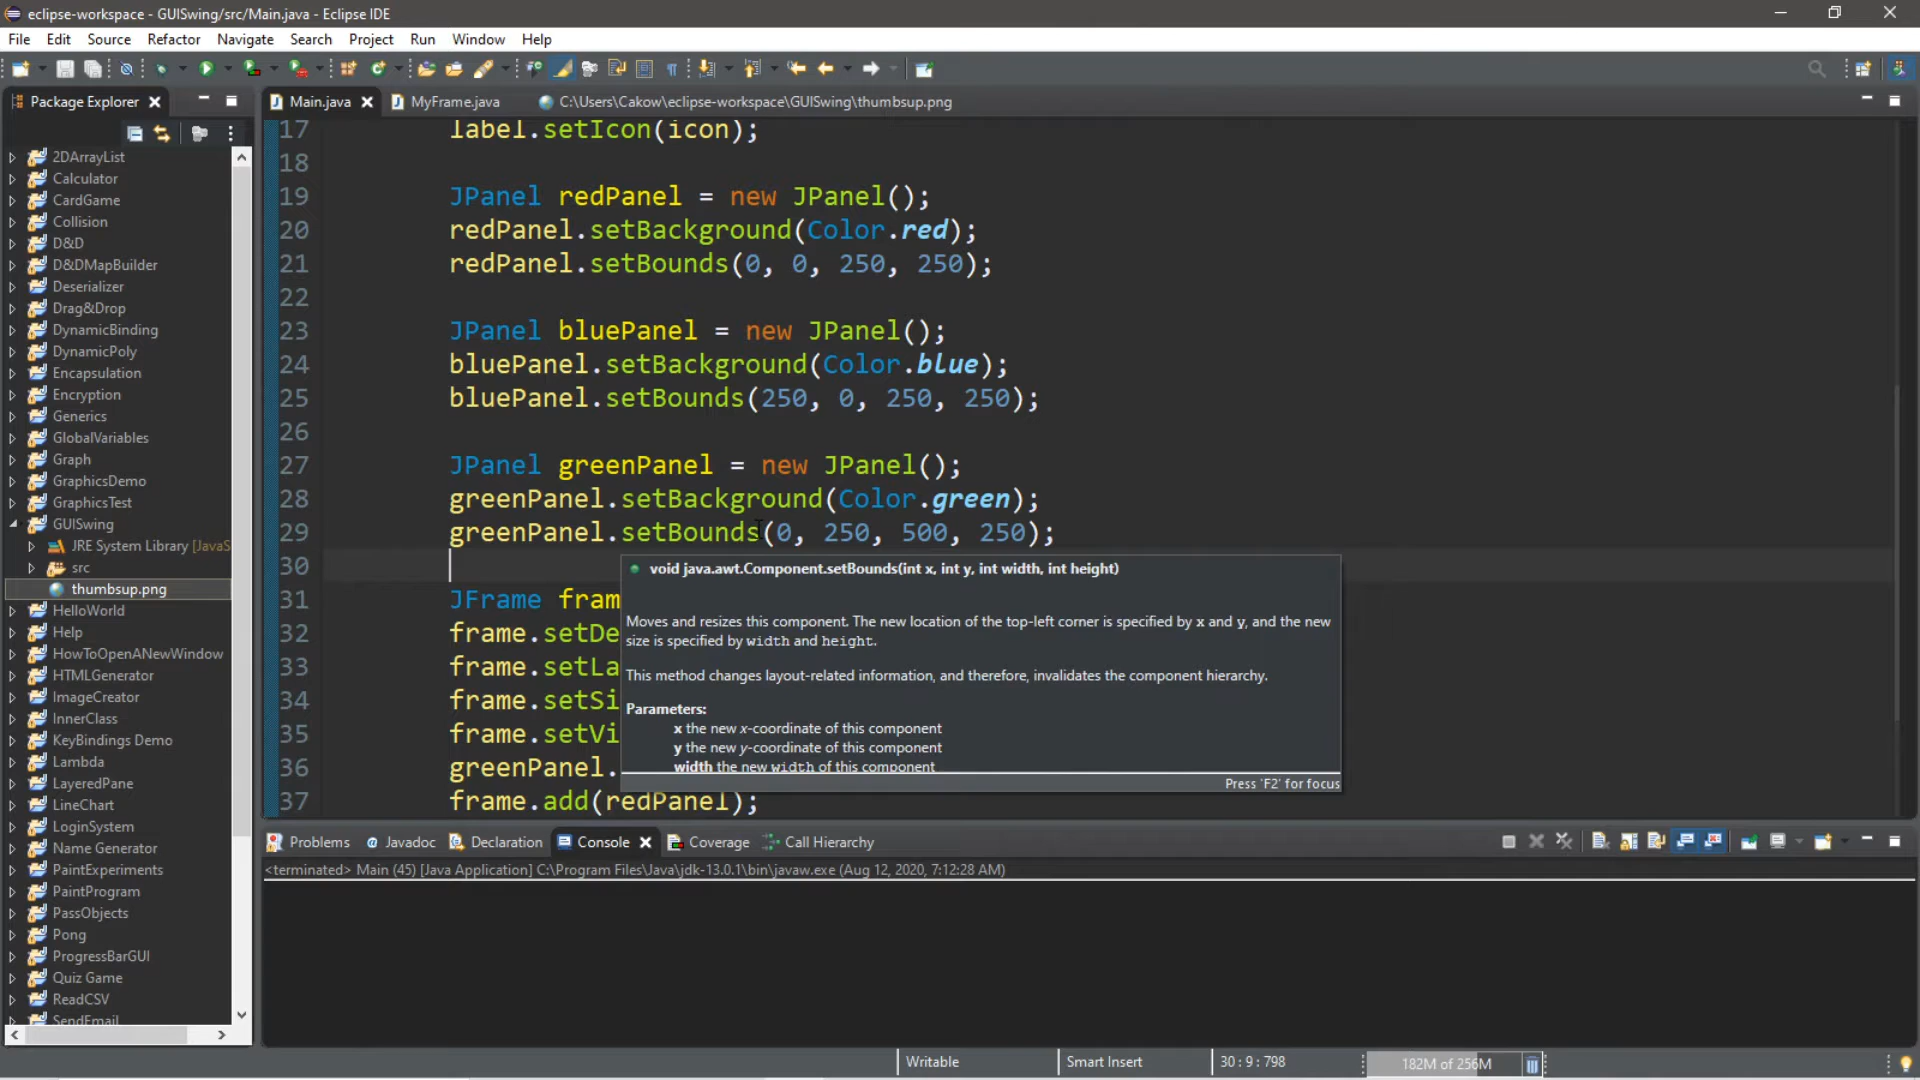 eclipse-workspace - GUISwing/src/Main.java - Eclipse IDE
File Edit Source Refactor Navigate Search Project Run Window Help
Package Explorer
Main.java MyFrame.java C:\Users\Cakow\eclipse-workspace\GUISwing\thumbsup.png
2DArrayList
Calculator
CardGame
Collision
D&D
D&DMapBuilder
Deserializer
Drag&Drop
DynamicBinding
DynamicPoly
Encapsulation
Encryption
Generics
GlobalVariables
Graph
GraphicsDemo
GraphicsTest
GUISwing
JRE System Library [JavaS
src
thumbsup.png
HelloWorld
Help
HowToOpenANewWindow
HTMLGenerator
ImageCreator
InnerClass
KeyBindings Demo
Lambda
LayeredPane
LineChart
LoginSystem
Name Generator
PaintExperiments
PaintProgram
PassObjects
Pong
ProgressBarGUI
Quiz Game
ReadCSV
SendEmail
17 label.setIcon(icon);
18
19 JPanel redPanel = new JPanel();
20 redPanel.setBackground(Color.red);
21 redPanel.setBounds(0, 0, 250, 250);
22
23 JPanel bluePanel = new JPanel();
24 bluePanel.setBackground(Color.blue);
25 bluePanel.setBounds(250, 0, 250, 250);
26
27 JPanel greenPanel = new JPanel();
28 greenPanel.setBackground(Color.green);
29 greenPanel.setBounds(0, 250, 500, 250);
30
31 JFrame fram
32 frame.setDe
33 frame.setLa
34 frame.setSi
35 frame.setVi
36 greenPanel.
37 frame.add(redPanel);
void java.awt.Component.setBounds(int x, int y, int width, int height)
Moves and resizes this component. The new location of the top-left corner is specified by x and y, and the new
size is specified by width and height.
This method changes layout-related information, and therefore, invalidates the component hierarchy.
Parameters:
x the new x-coordinate of this component
y the new y-coordinate of this component
width the new width of this component
Press 'F2' for focus
Problems Javadoc Declaration Console Coverage Call Hierarchy
<terminated> Main (45) [Java Application] C:\Program Files\Java\jdk-13.0.1\bin\javaw.exe (Aug 12, 2020, 7:12:28 AM)
Writable Smart Insert 30 : 9 : 798 182M of 256M